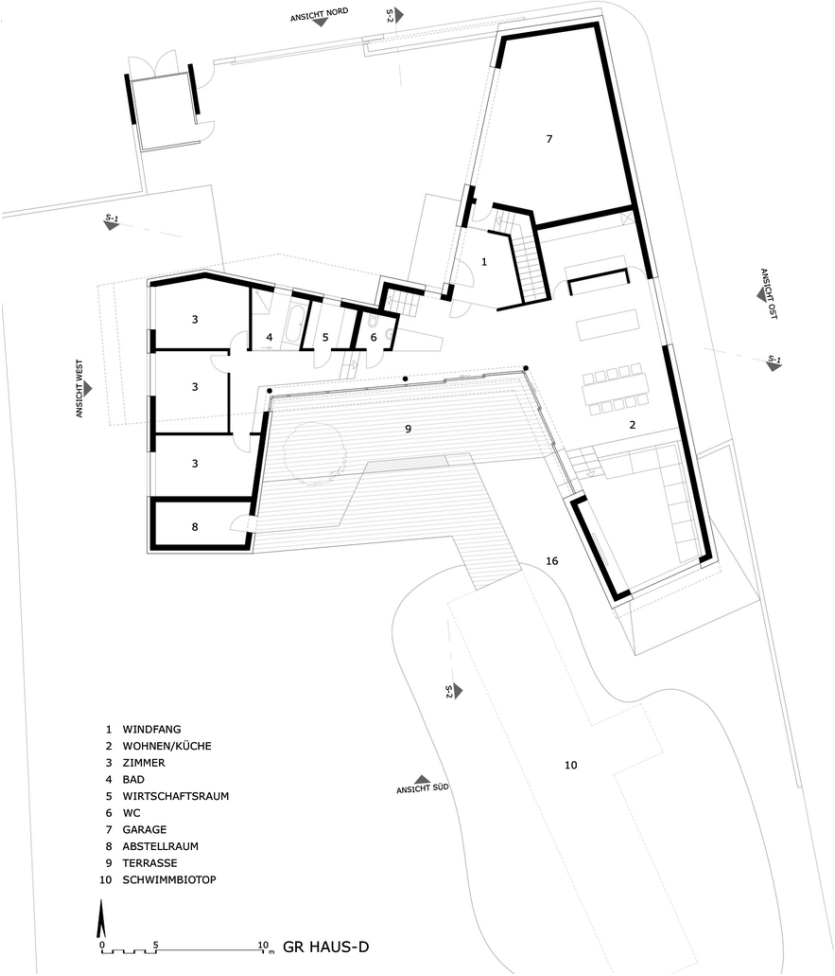 ANSICHT NORD
S-2
7
S-1
1
ANSICHT OST
3
4
5
6
S-1
ANSICHT WEST
3
9
2
3
8
16
S-2
10
ANSICHT SÜD
1 WINDFANG
2 WOHNEN/KÜCHE
3 ZIMMER
4 BAD
5 WIRTSCHAFTSRAUM
6 WC
7 GARAGE
8 ABSTELLRAUM
9 TERRASSE
10 SCHWIMMBIOTOP
0 5 10 m GR HAUS-D